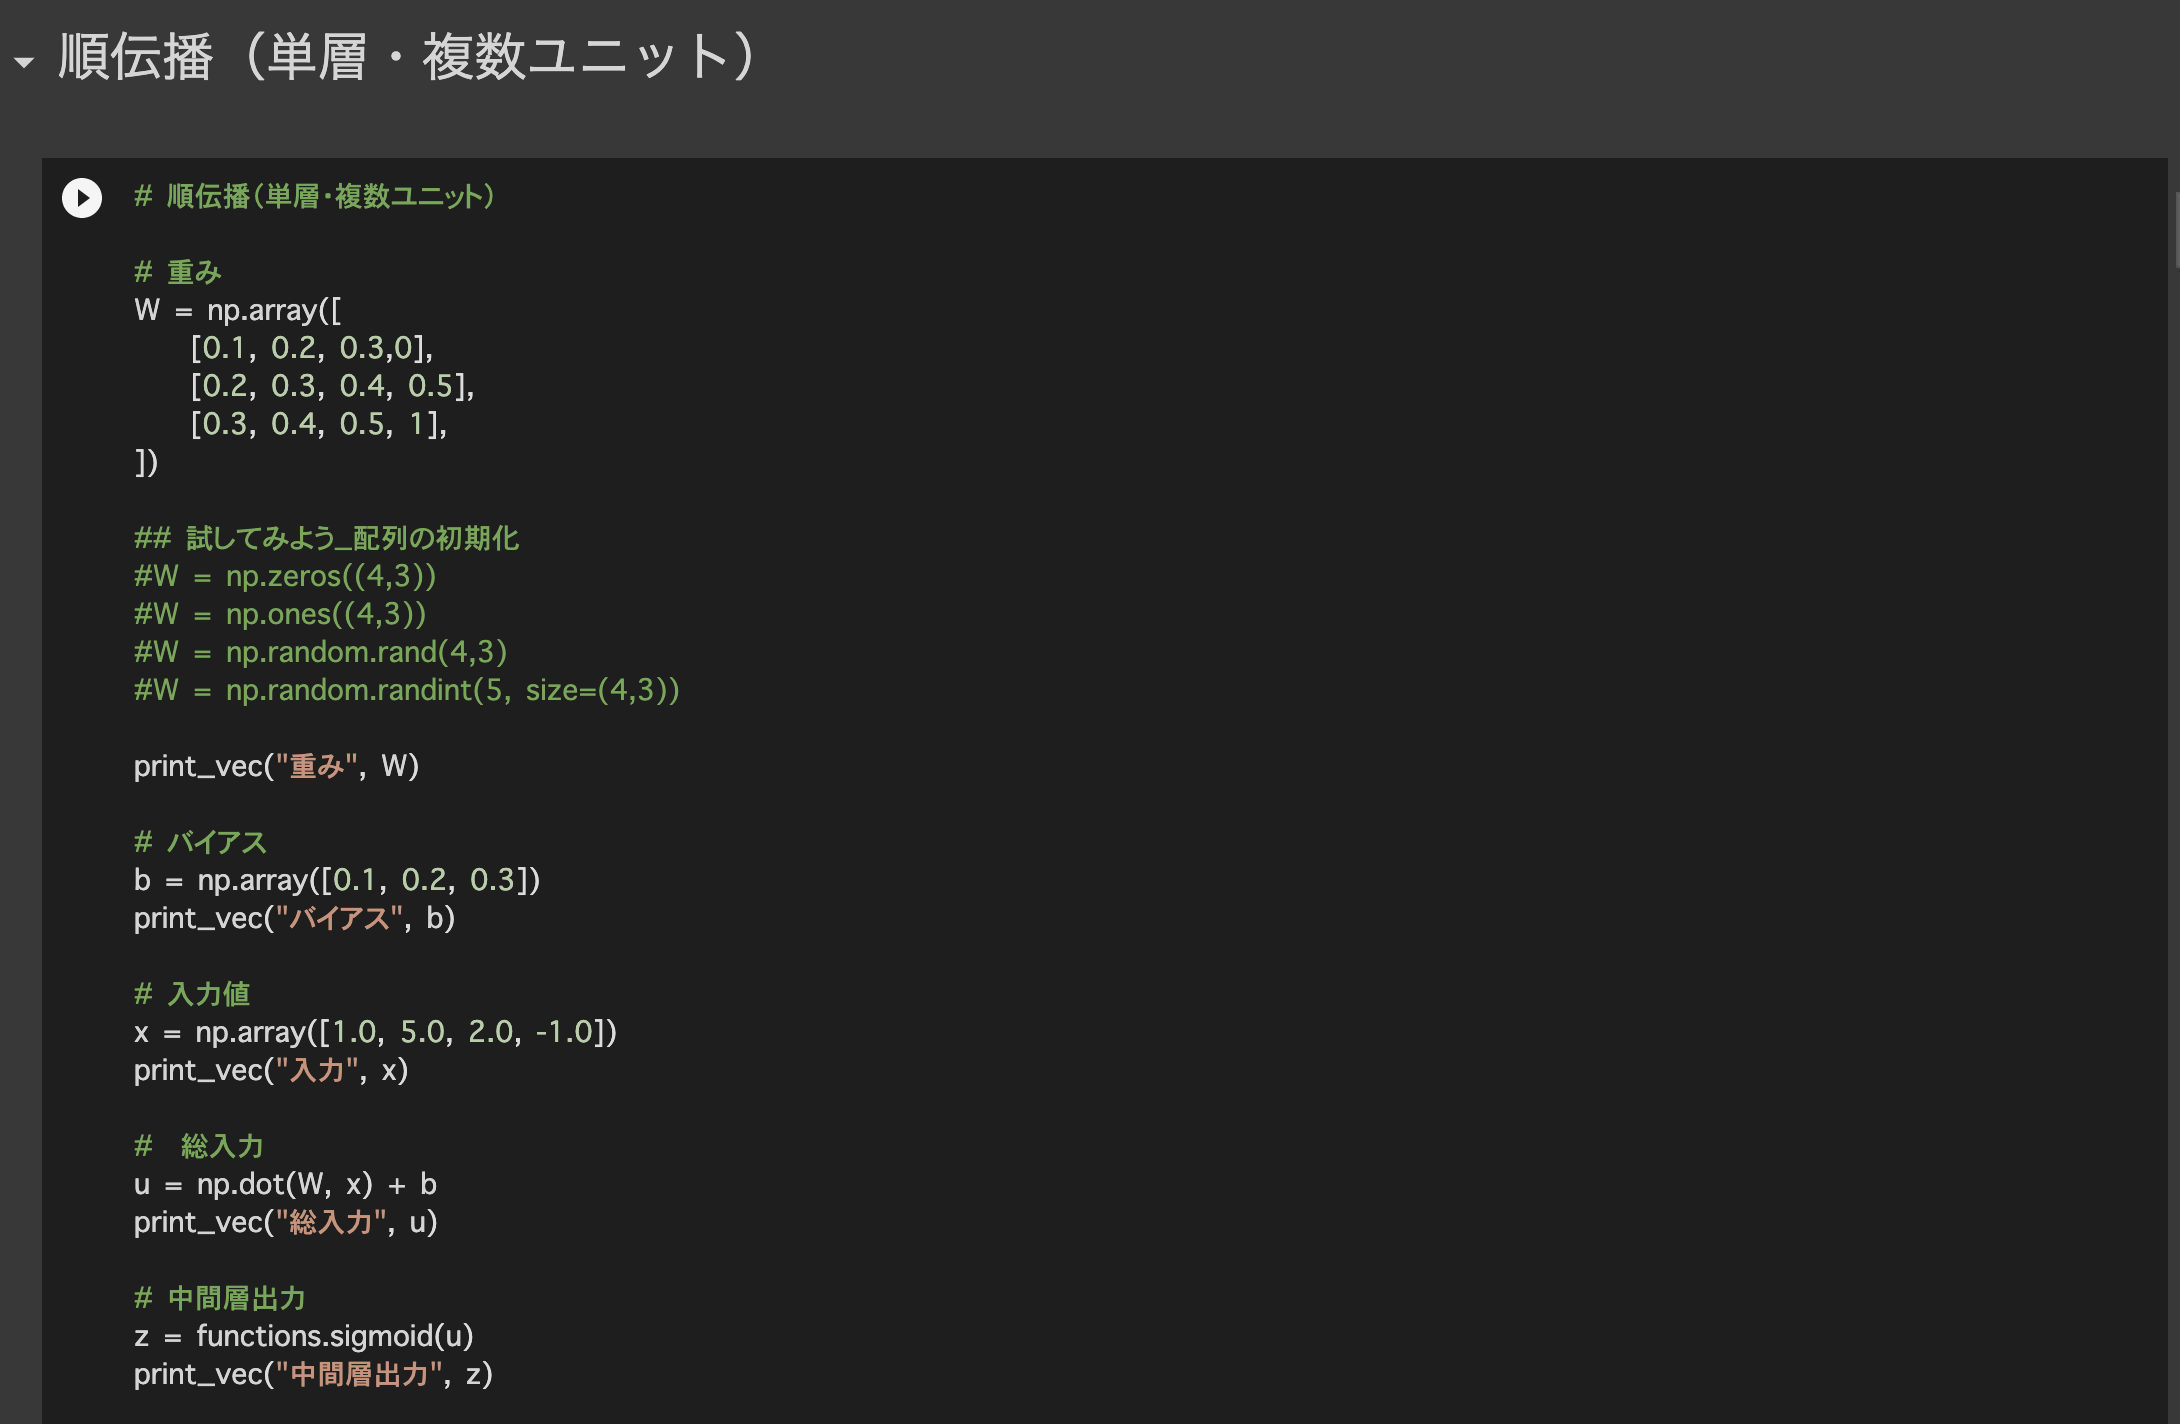 順伝播（単層・複数ユニット）
# 順伝播（単層・複数ユニット）
# 重み
W = np.array([
[0.1, 0.2, 0.3,0],
[0.2, 0.3, 0.4, 0.5],
[0.3, 0.4, 0.5, 1],
])
## 試してみよう_配列の初期化
#W = np.zeros((4,3))
#W = np.ones((4,3))
#W = np.random.rand(4,3)
#W = np.random.randint(5, size=(4,3))
print_vec("重み", W)
# バイアス
b = np.array([0.1, 0.2, 0.3])
print_vec("バイアス", b)
# 入力値
x = np.array([1.0, 5.0, 2.0, -1.0])
print_vec("入力", x)
#　総入力
u = np.dot(W, x) + b
print_vec("総入力", u)
# 中間層出力
z = functions.sigmoid(u)
print_vec("中間層出力", z)